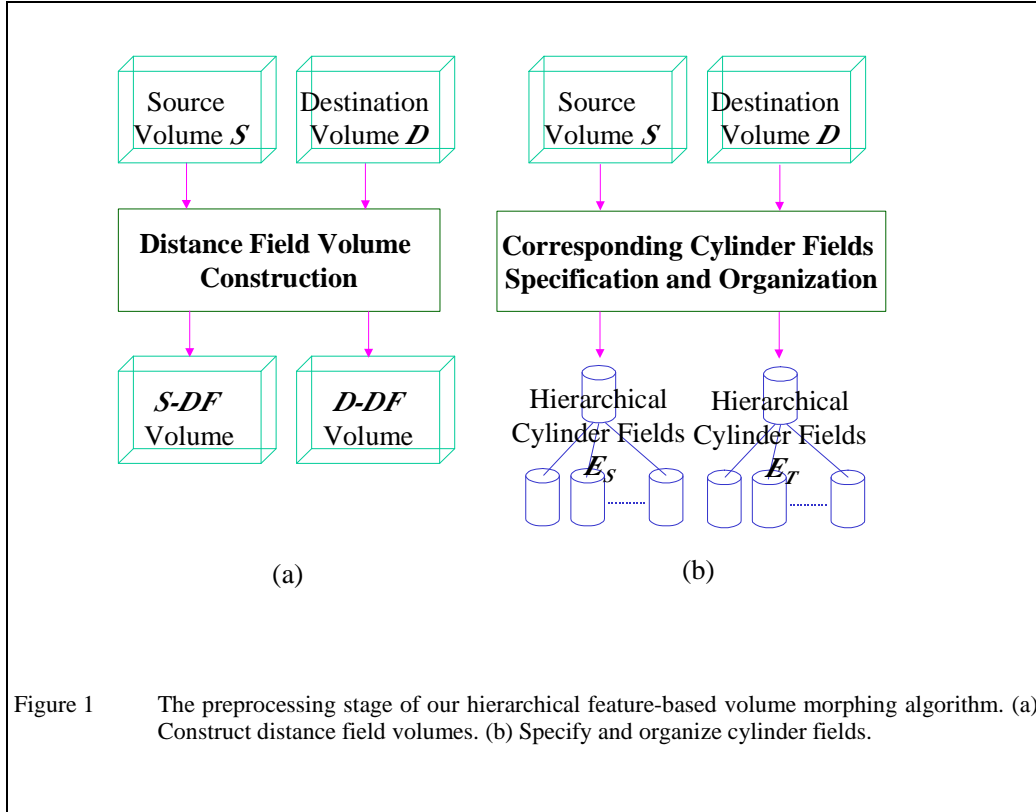 Source
Volume S
Destination
Volume D
Distance Field Volume
Construction
S-DF
Volume
D-DF
Volume
(a)
Source
Volume S
Destination
Volume D
Corresponding Cylinder Fields
Specification and Organization
Hierarchical
Cylinder Fields
E_S
Hierarchical
Cylinder Fields
E_T
(b)
Figure 1 The preprocessing stage of our hierarchical feature-based volume morphing algorithm. (a)
Construct distance field volumes. (b) Specify and organize cylinder fields.